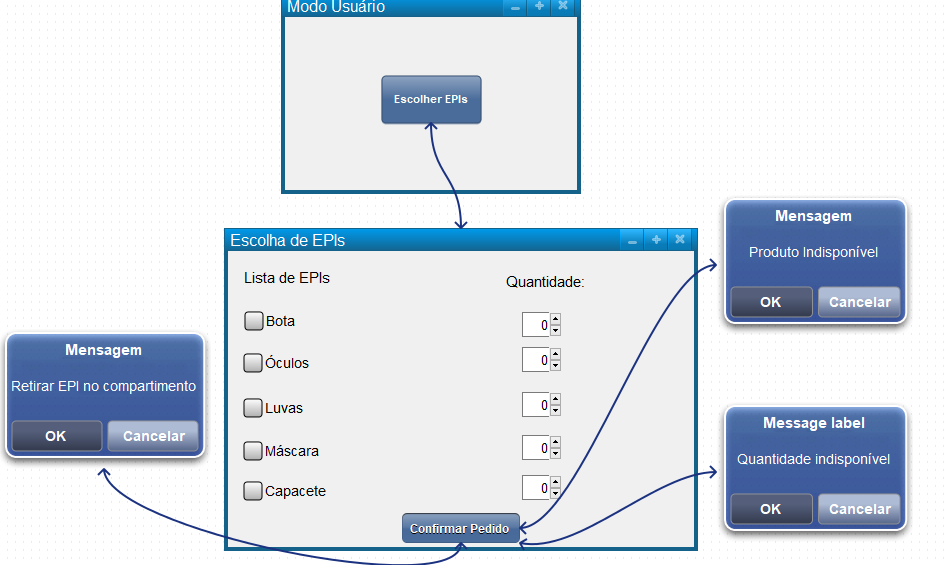 Modo Usuário
Escolher EPIs
Escolha de EPIs
Lista de EPIs
Quantidade:
Bota
0
Óculos
0
Luvas
0
Máscara
0
Capacete
0
Confirmar Pedido
Mensagem
Retirar EPI no compartimento
OK
Cancelar
Mensagem
Produto Indisponível
OK
Cancelar
Message label
Quantidade indisponível
OK
Cancelar